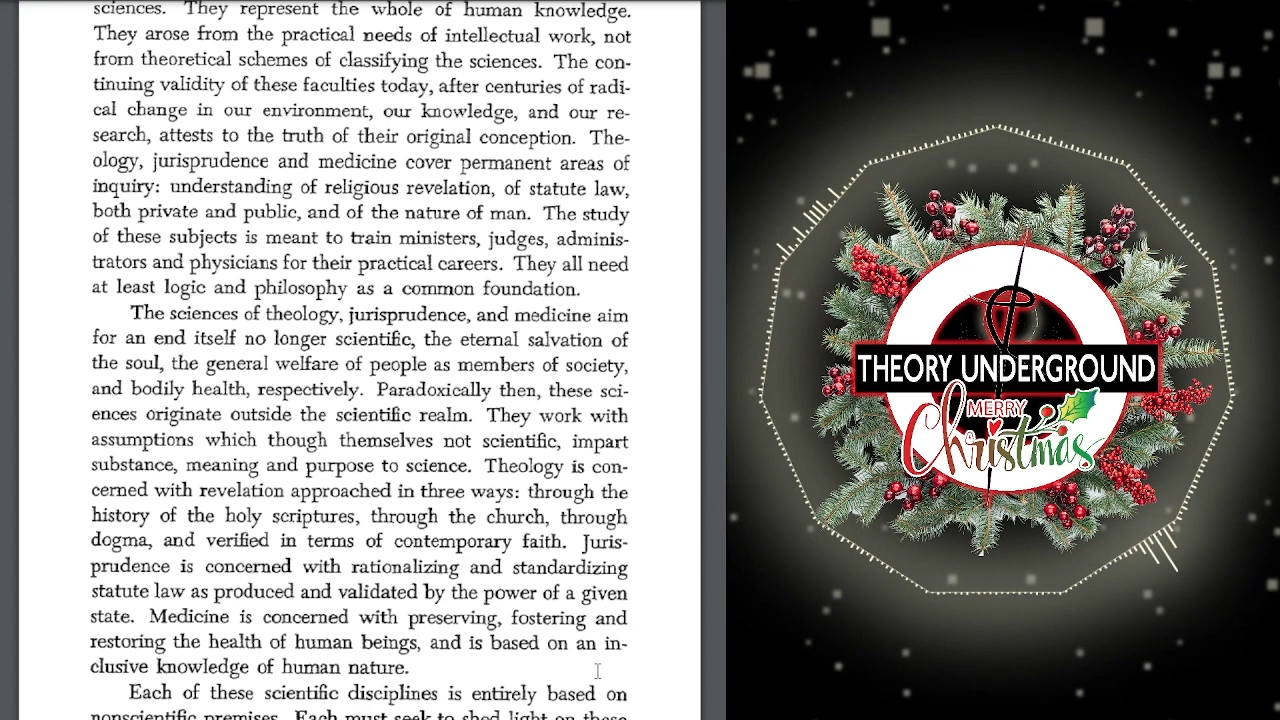 sciences. They represent the whole of human knowledge.
They arose from the practical needs of intellectual work, not
from theoretical schemes of classifying the sciences. The con-
tinuing validity of these faculties today, after centuries of radi-
cal change in our environment, our knowledge, and our re-
search, attests to the truth of their original conception. The-
ology, jurisprudence and medicine cover permanent areas of
inquiry: understanding of religious revelation, of statute law,
both private and public, and of the nature of man. The study
of these subjects is meant to train ministers, judges, adminis-
trators and physicians for their practical careers. They all need
at least logic and philosophy as a common foundation.
The sciences of theology, jurisprudence, and medicine aim
for an end itself no longer scientific, the eternal salvation of
the soul, the general welfare of people as members of society,
and bodily health, respectively. Paradoxically then, these sci-
ences originate outside the scientific realm. They work with
assumptions which though themselves not scientific, impart
substance, meaning and purpose to science. Theology is con-
cerned with revelation approached in three ways: through the
history of the holy scriptures, through the church, through
dogma, and verified in terms of contemporary faith. Juris-
prudence is concerned with rationalizing and standardizing
statute law as produced and validated by the power of a given
state. Medicine is concerned with preserving, fostering and
restoring the health of human beings, and is based on an in-
clusive knowledge of human nature.
Each of these scientific disciplines is entirely based on
nonscientific premises. Each must seek to shed light on these
THEORY UNDERGROUND
MERRY
Christmas